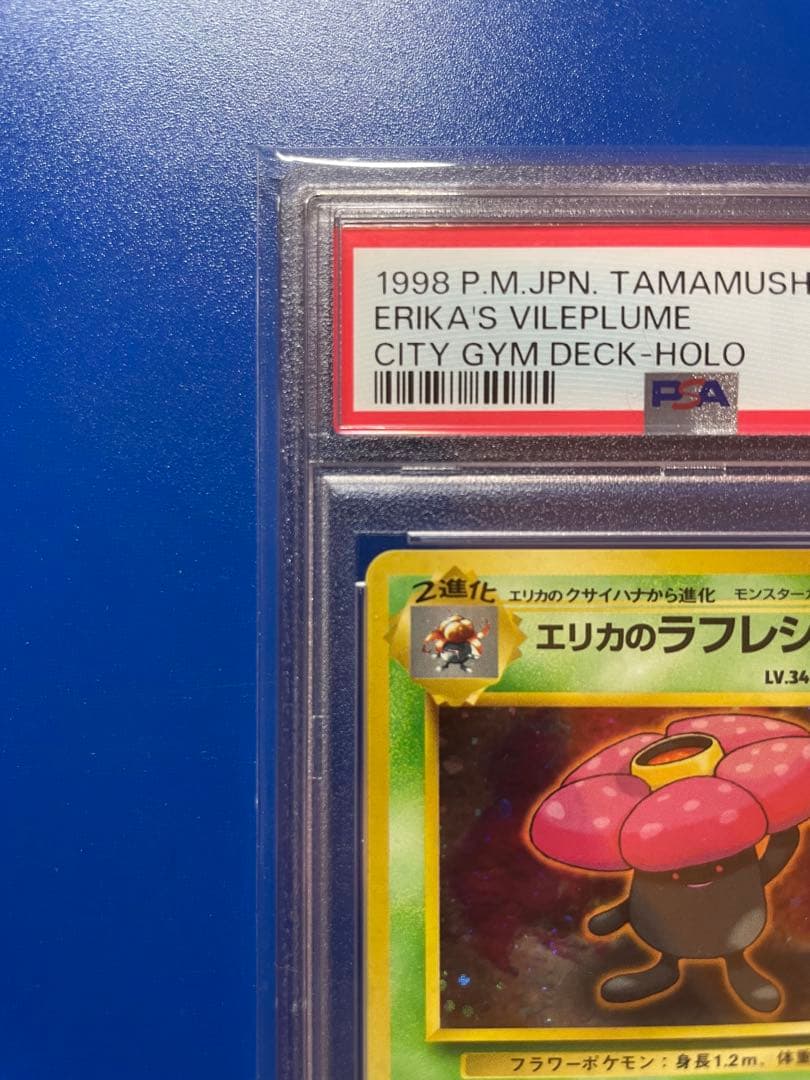 1998 P.M.JPN. TAMAMUSH
ERIKA'S VILEPLUME
CITY GYM DECK-HOLO
PSA
2進化 エリカのクサイハナから進化 モンスター
エリカのラフレシ
LV.34
フラワーポケモン：身長1.2m, 体重